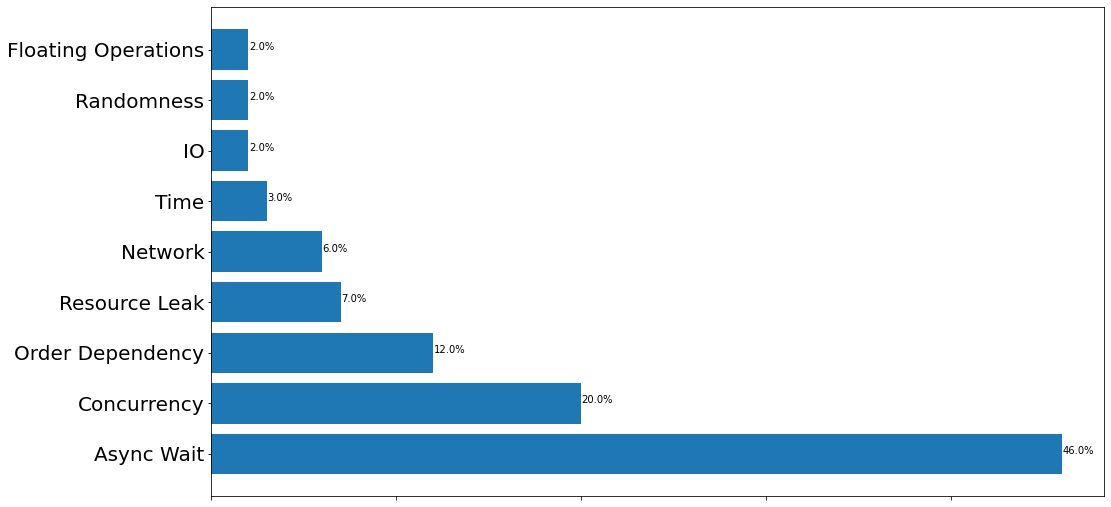 Floating Operations 2.0%
Randomness 2.0%
IO 2.0%
Time 3.0%
Network 6.0%
Resource Leak 7.0%
Order Dependency 12.0%
Concurrency 20.0%
Async Wait 46.0%